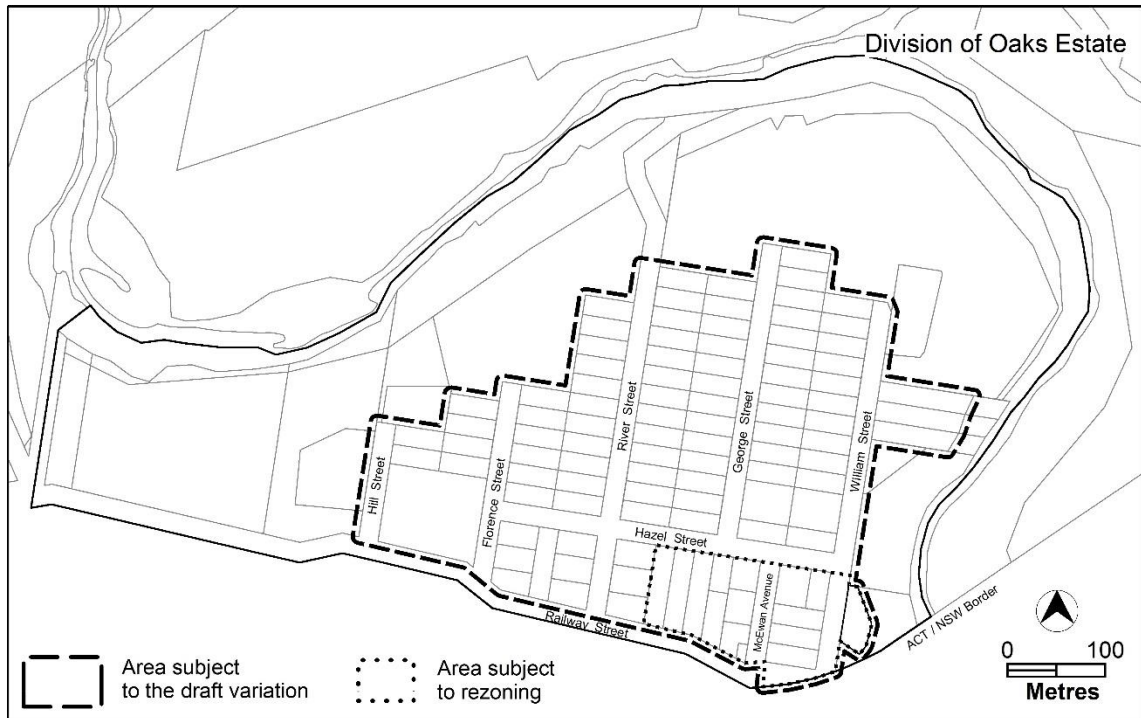 Division of Oaks Estate
River Street
George Street
William Street
Hill Street
Florence Street
Hazel Street
McEwan Avenue
Railway Street
ACT / NSW Border
0 100
Metres
Area subject
to the draft variation
Area subject
to rezoning